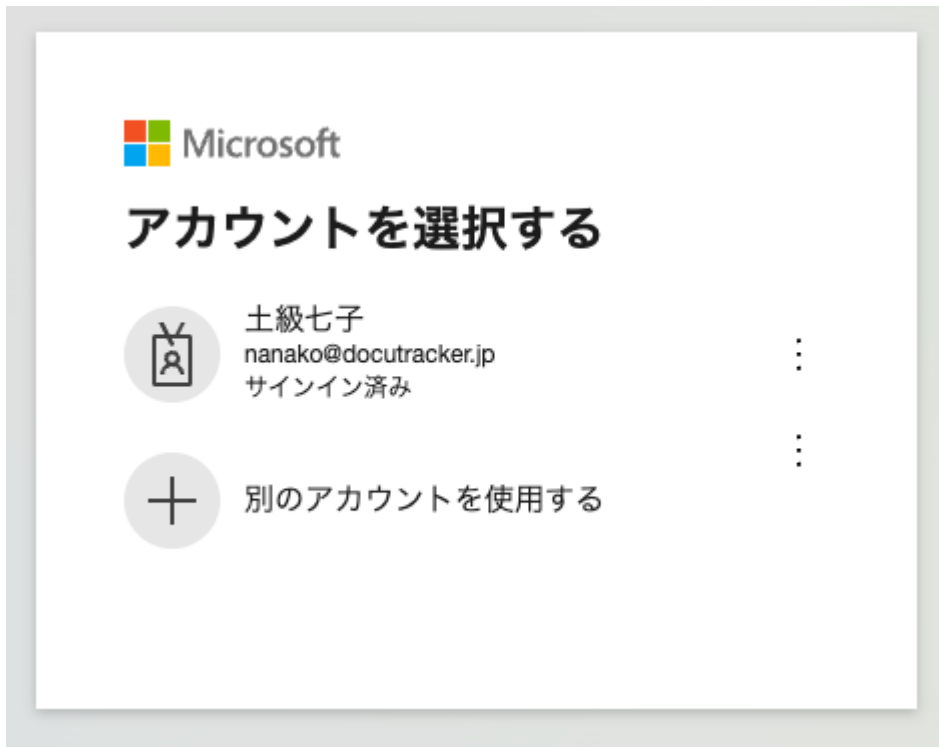 Microsoft
アカウントを選択する
土級七子
nanako@docutracker.jp
サインイン済み
別のアカウントを使用する